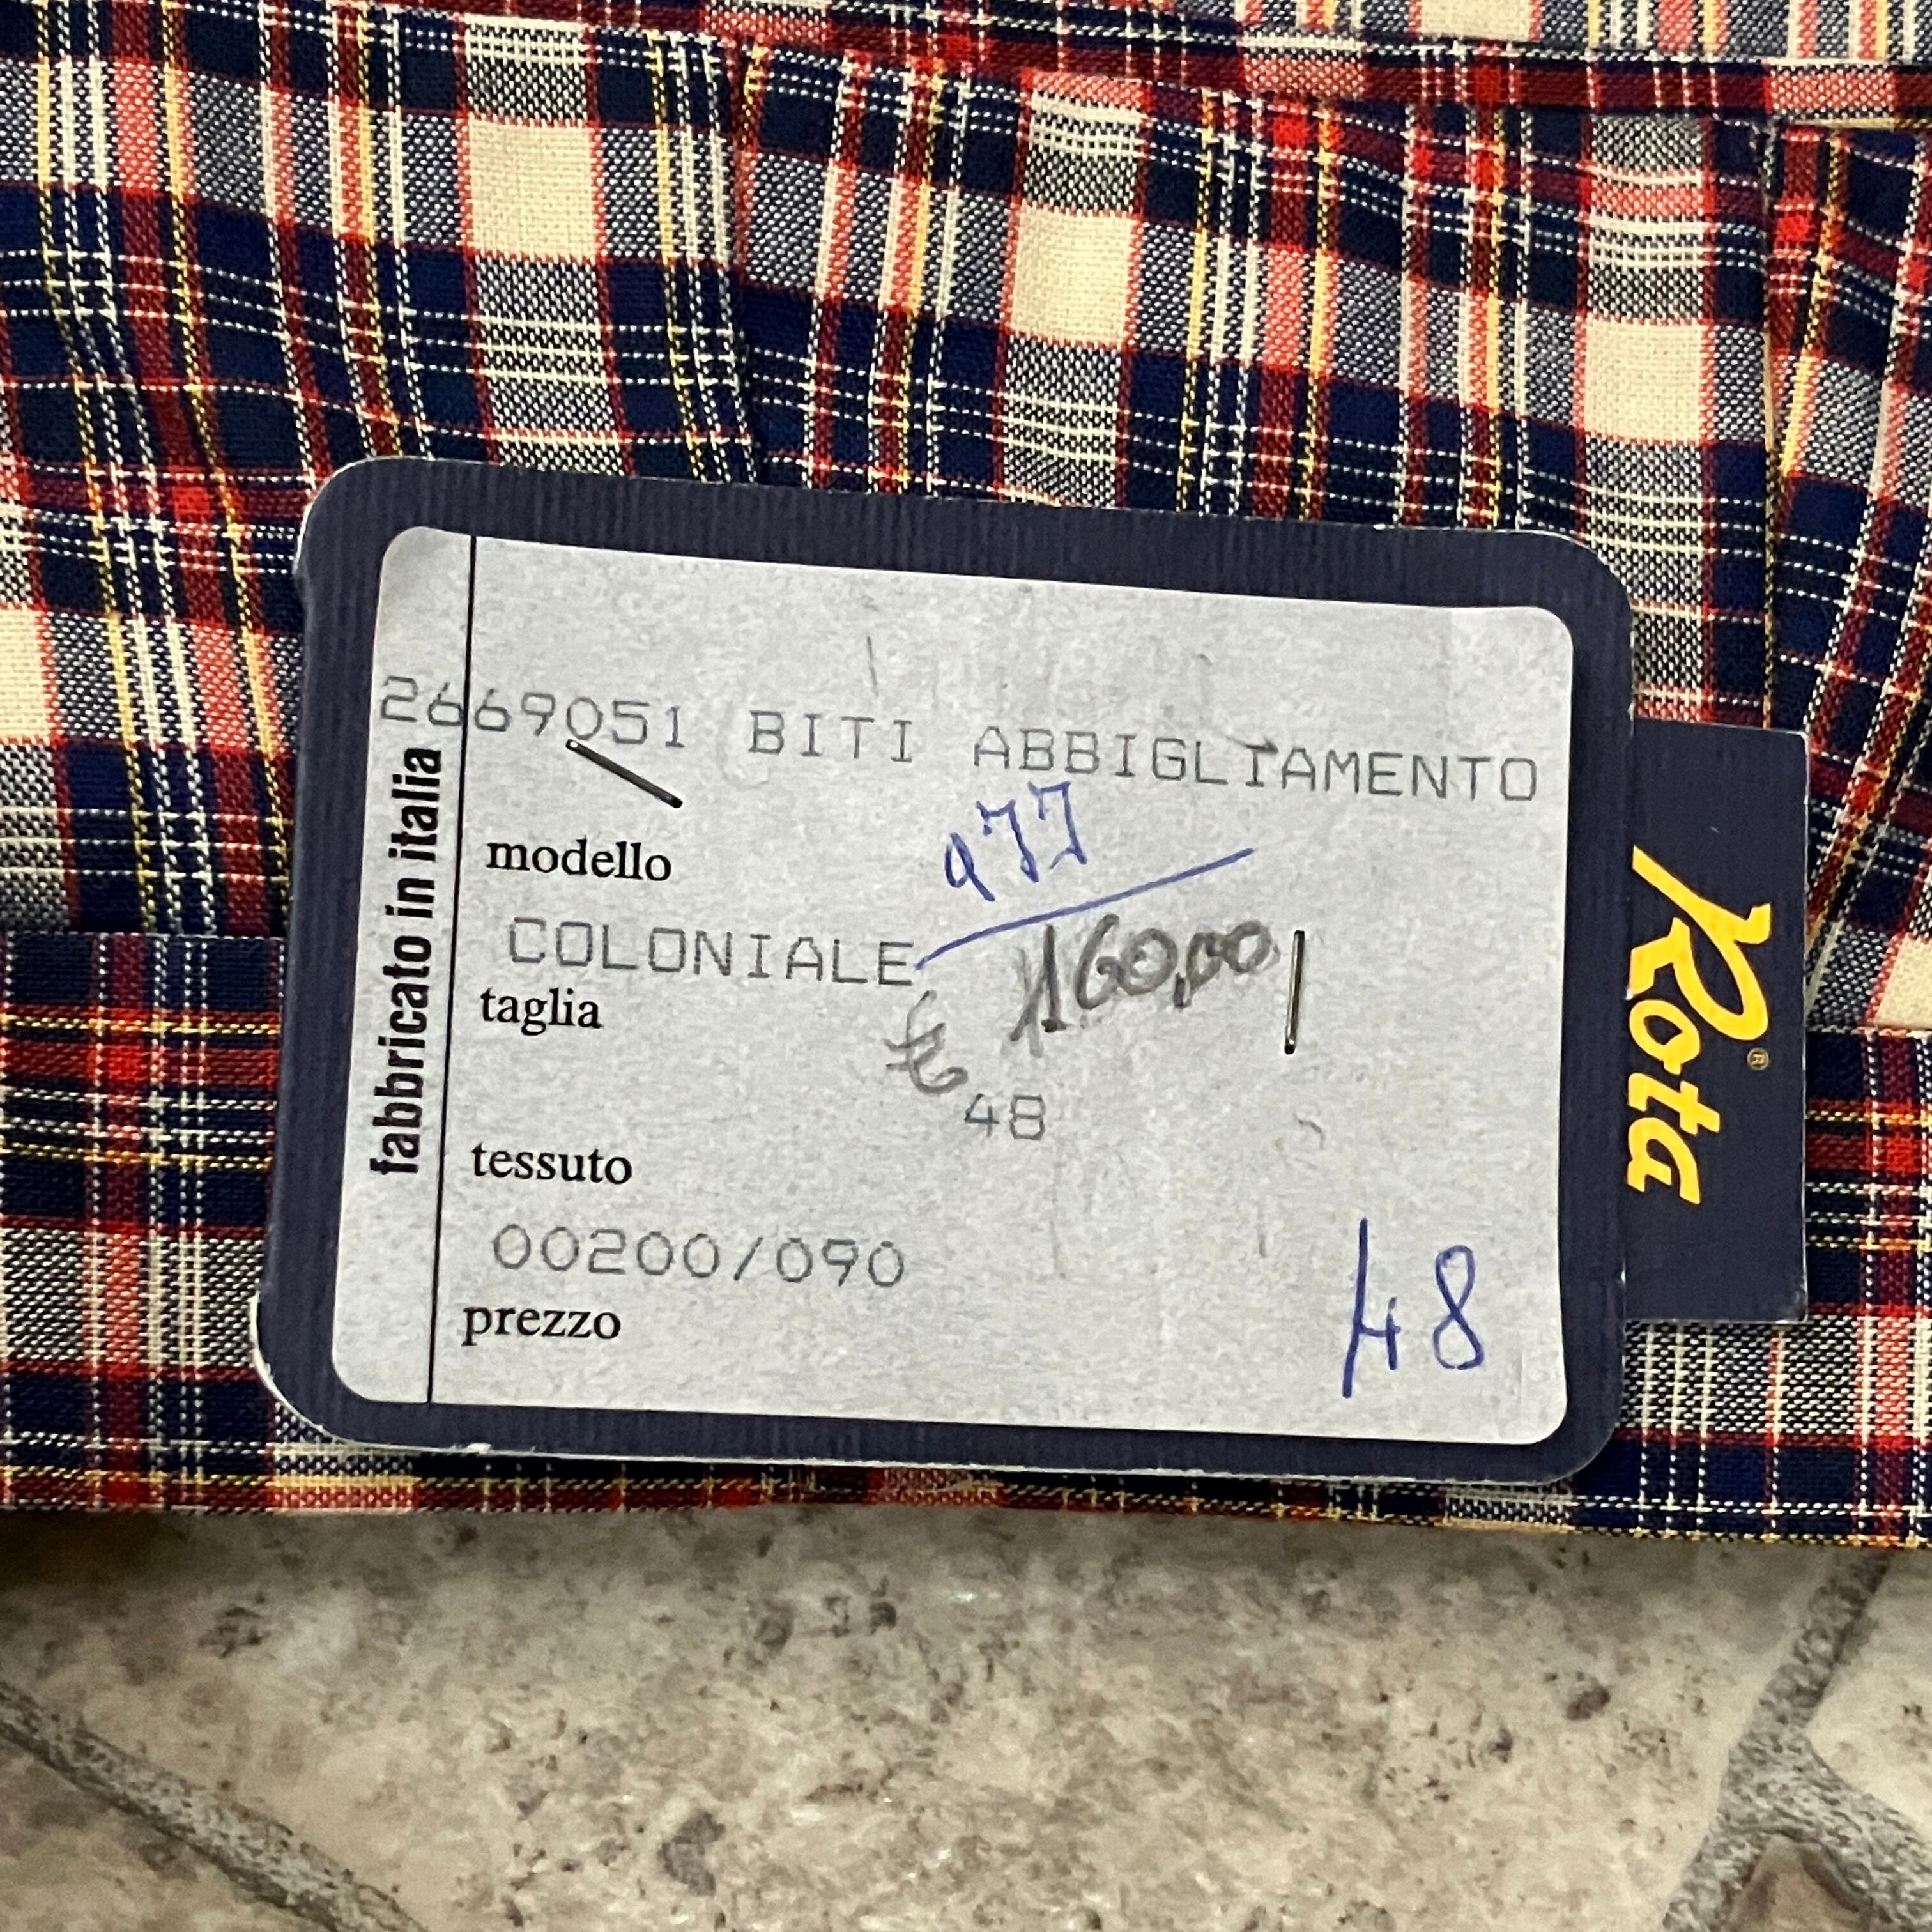 2669051 BITI ABBIGLIAMENTO
modello
977
COLONIALE
160,00
taglia
€
48
tessuto
00200/090
prezzo
48
fabbricato in italia
Rota®